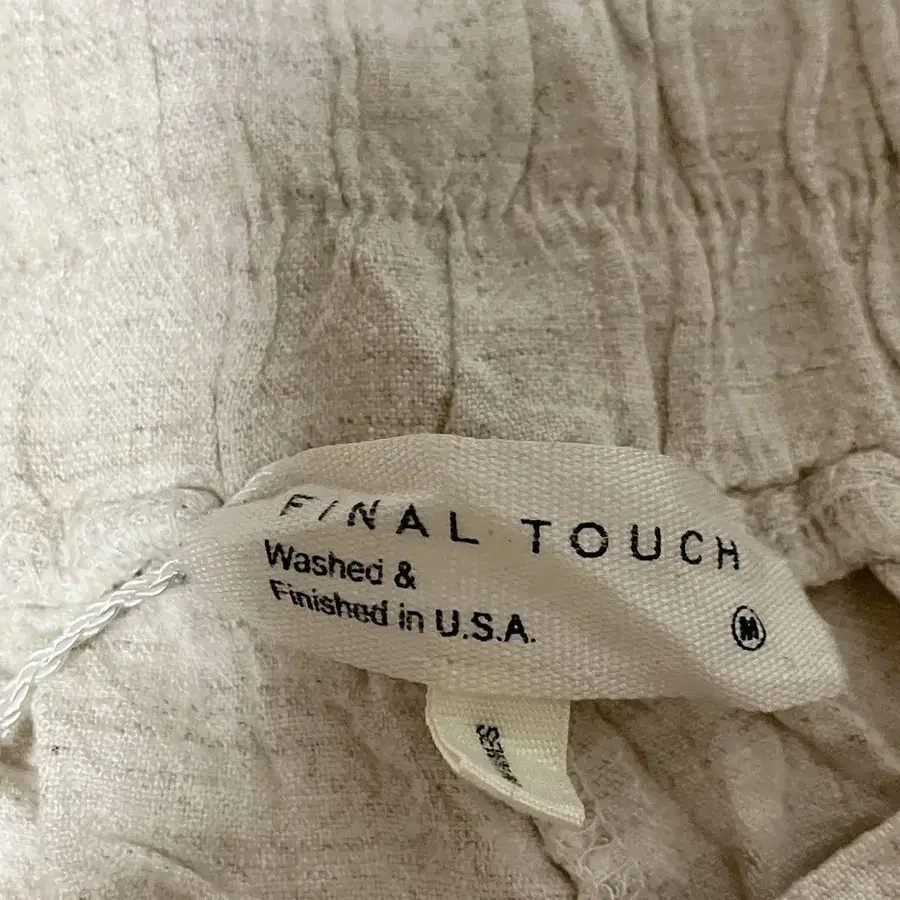 FINAL TOUCH
Washed &
Finished in U.S.A.
M